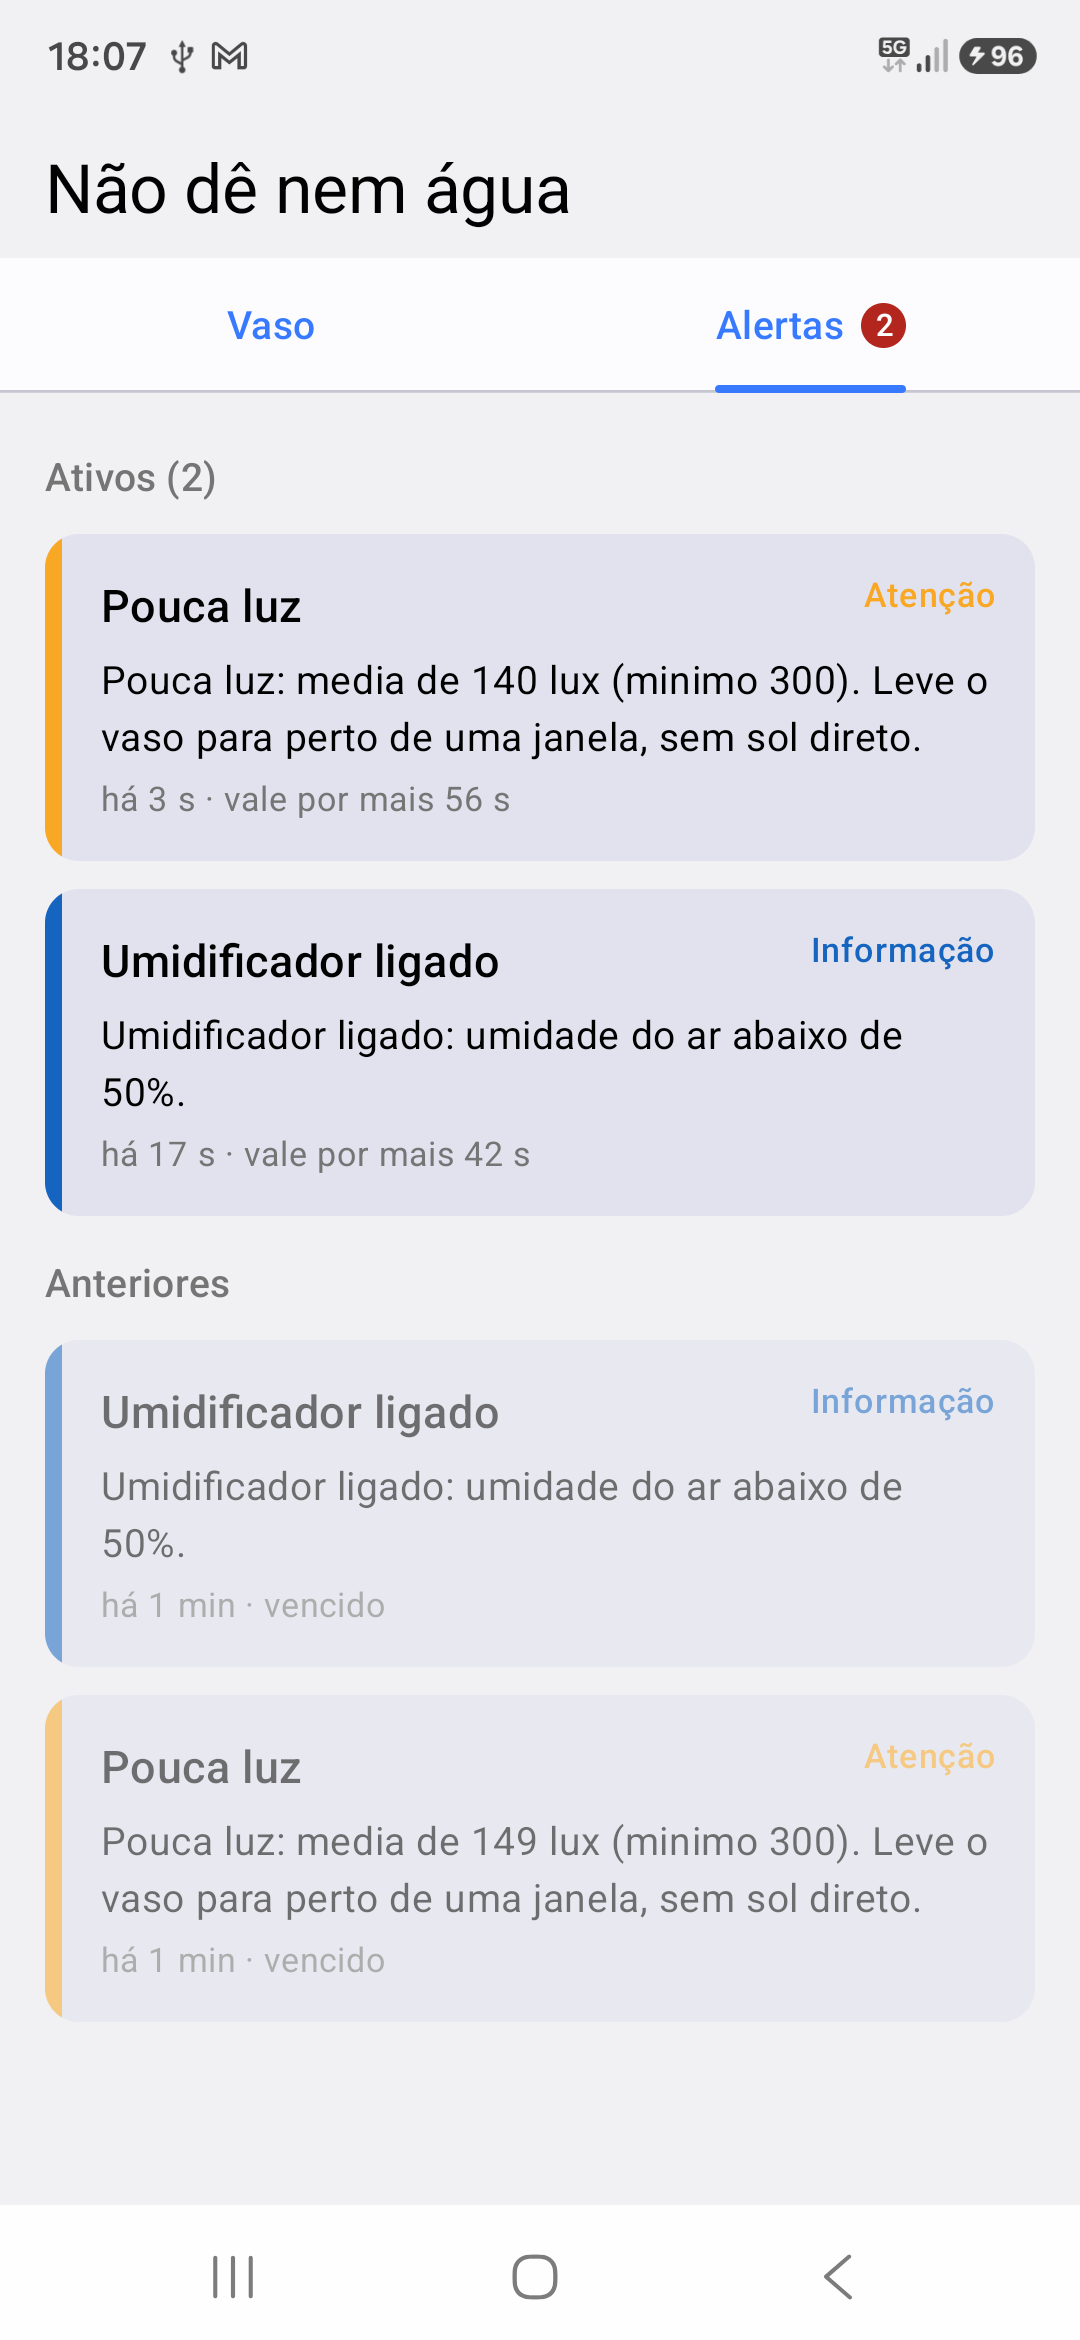 18:07
5G
96
Não dê nem água
Vaso
Alertas 2
Ativos (2)
Pouca luz
Atenção
Pouca luz: media de 140 lux (minimo 300). Leve o
vaso para perto de uma janela, sem sol direto.
há 3 s · vale por mais 56 s
Umidificador ligado
Informação
Umidificador ligado: umidade do ar abaixo de
50%.
há 17 s · vale por mais 42 s
Anteriores
Umidificador ligado
Informação
Umidificador ligado: umidade do ar abaixo de
50%.
há 1 min · vencido
Pouca luz
Atenção
Pouca luz: media de 149 lux (minimo 300). Leve o
vaso para perto de uma janela, sem sol direto.
há 1 min · vencido